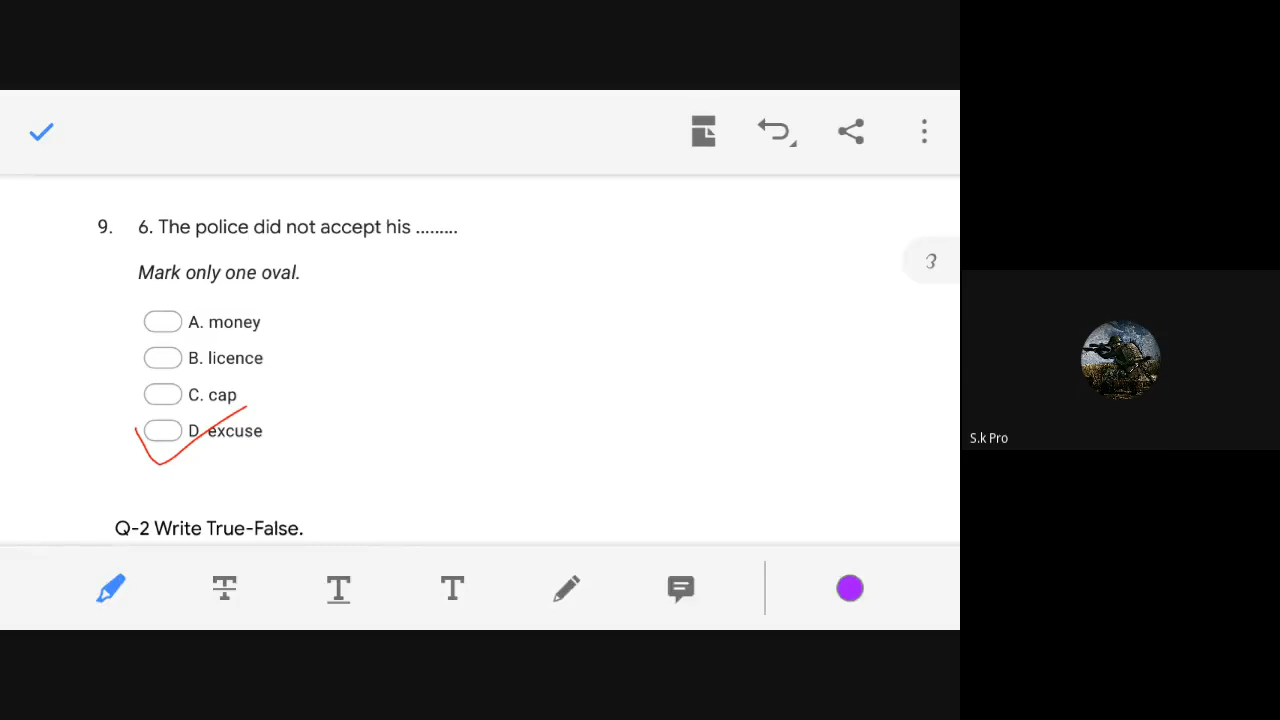 9. 6. The police did not accept his .........
Mark only one oval.
A. money
B. licence
C. cap
D. excuse
Q-2 Write True-False.
3
S.k Pro